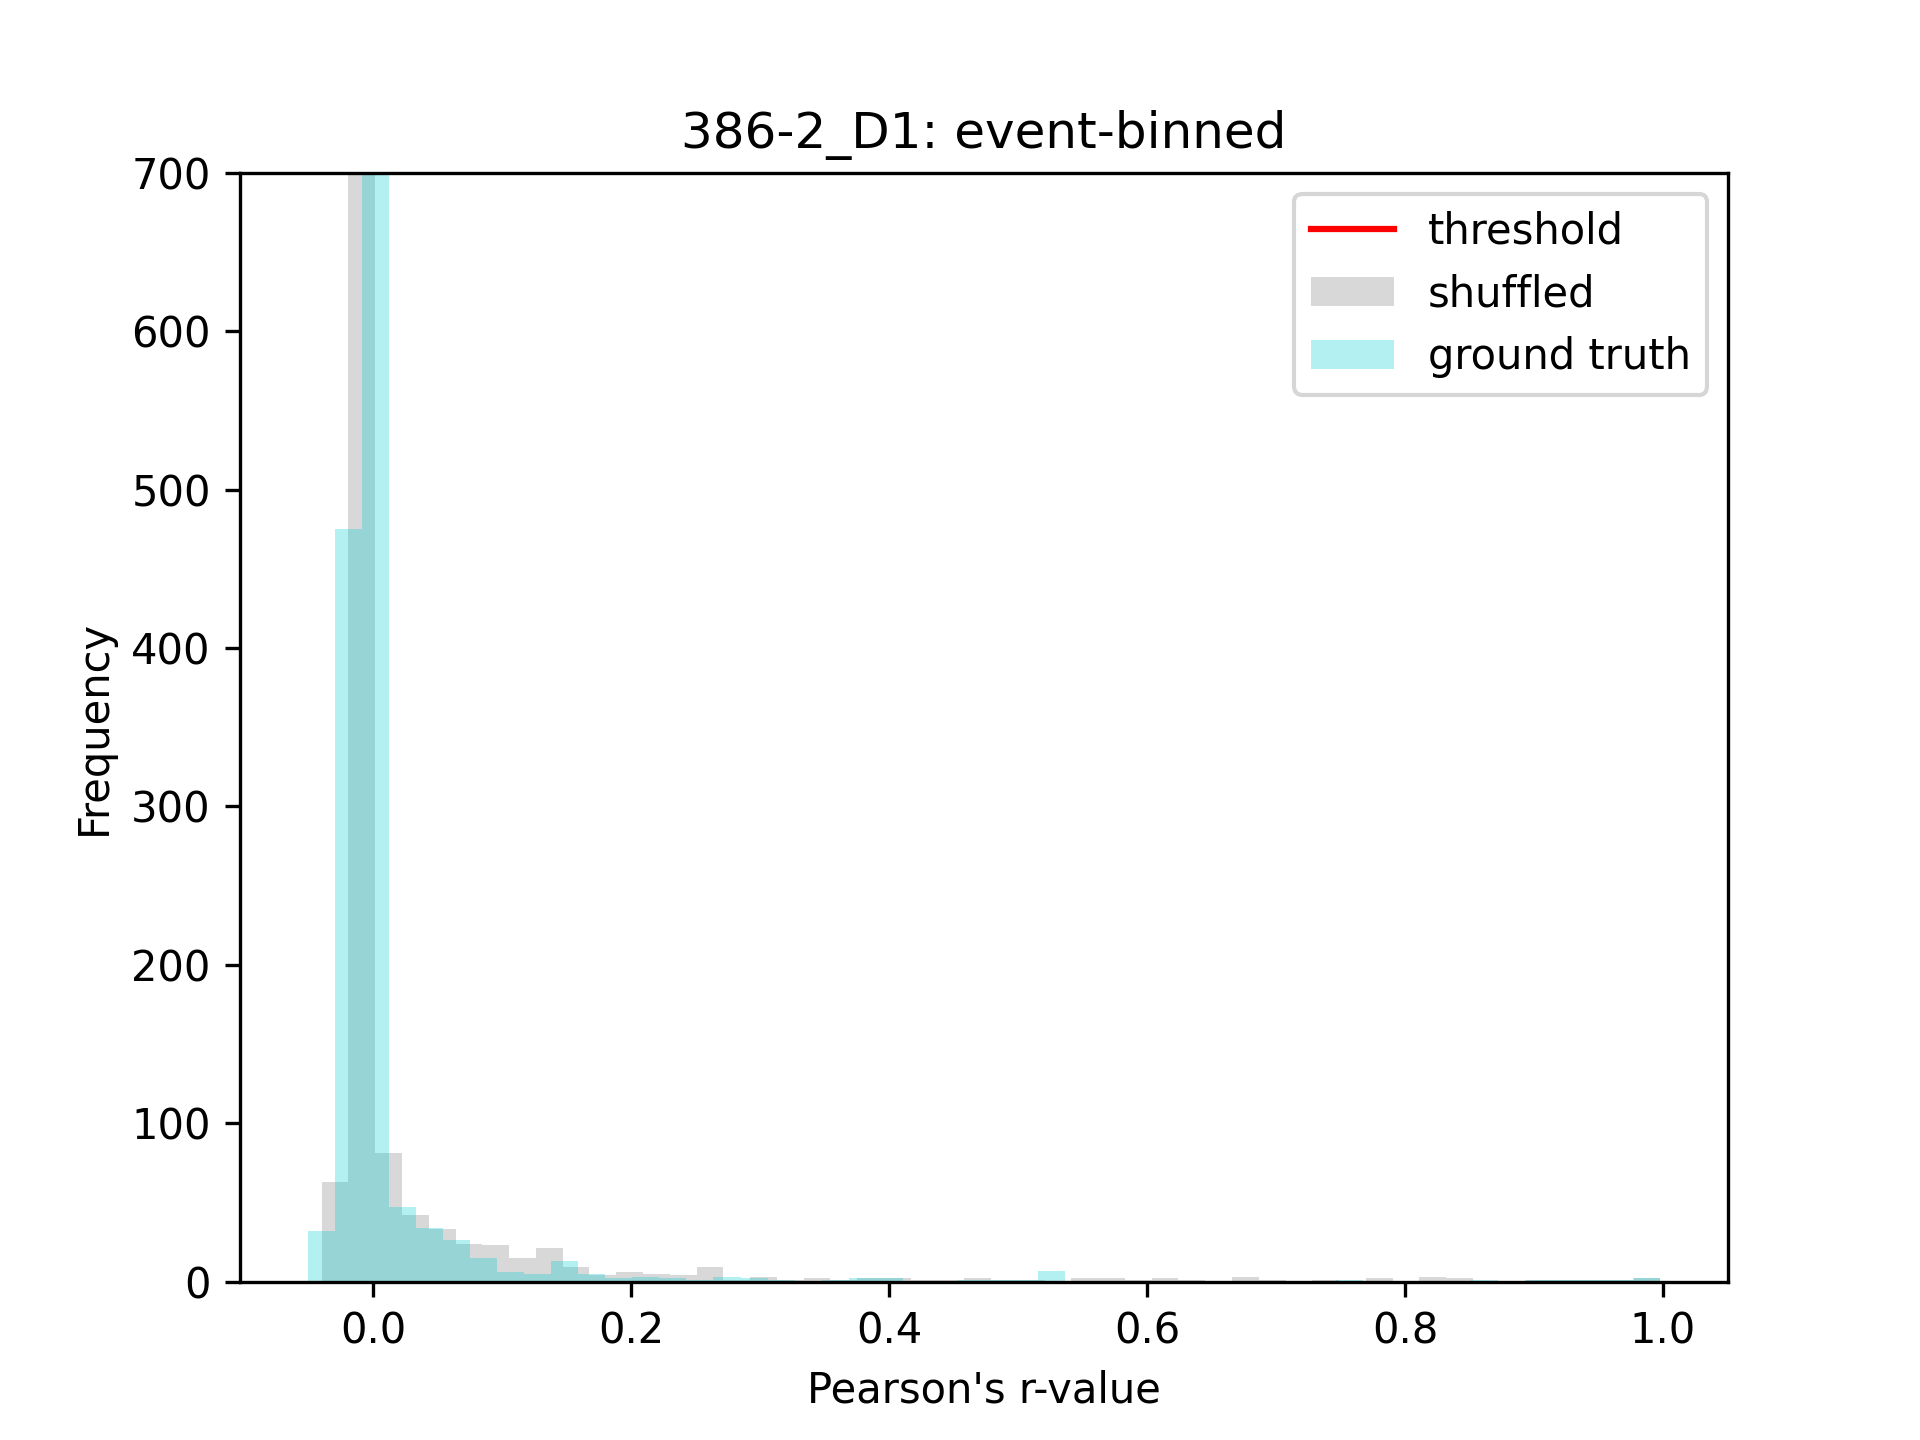 386-2_D1: event-binned
700
600
500
400
300
200
100
0
Frequency
threshold
shuffled
ground truth
0.0 0.2 0.4 0.6 0.8 1.0
Pearson's r-value